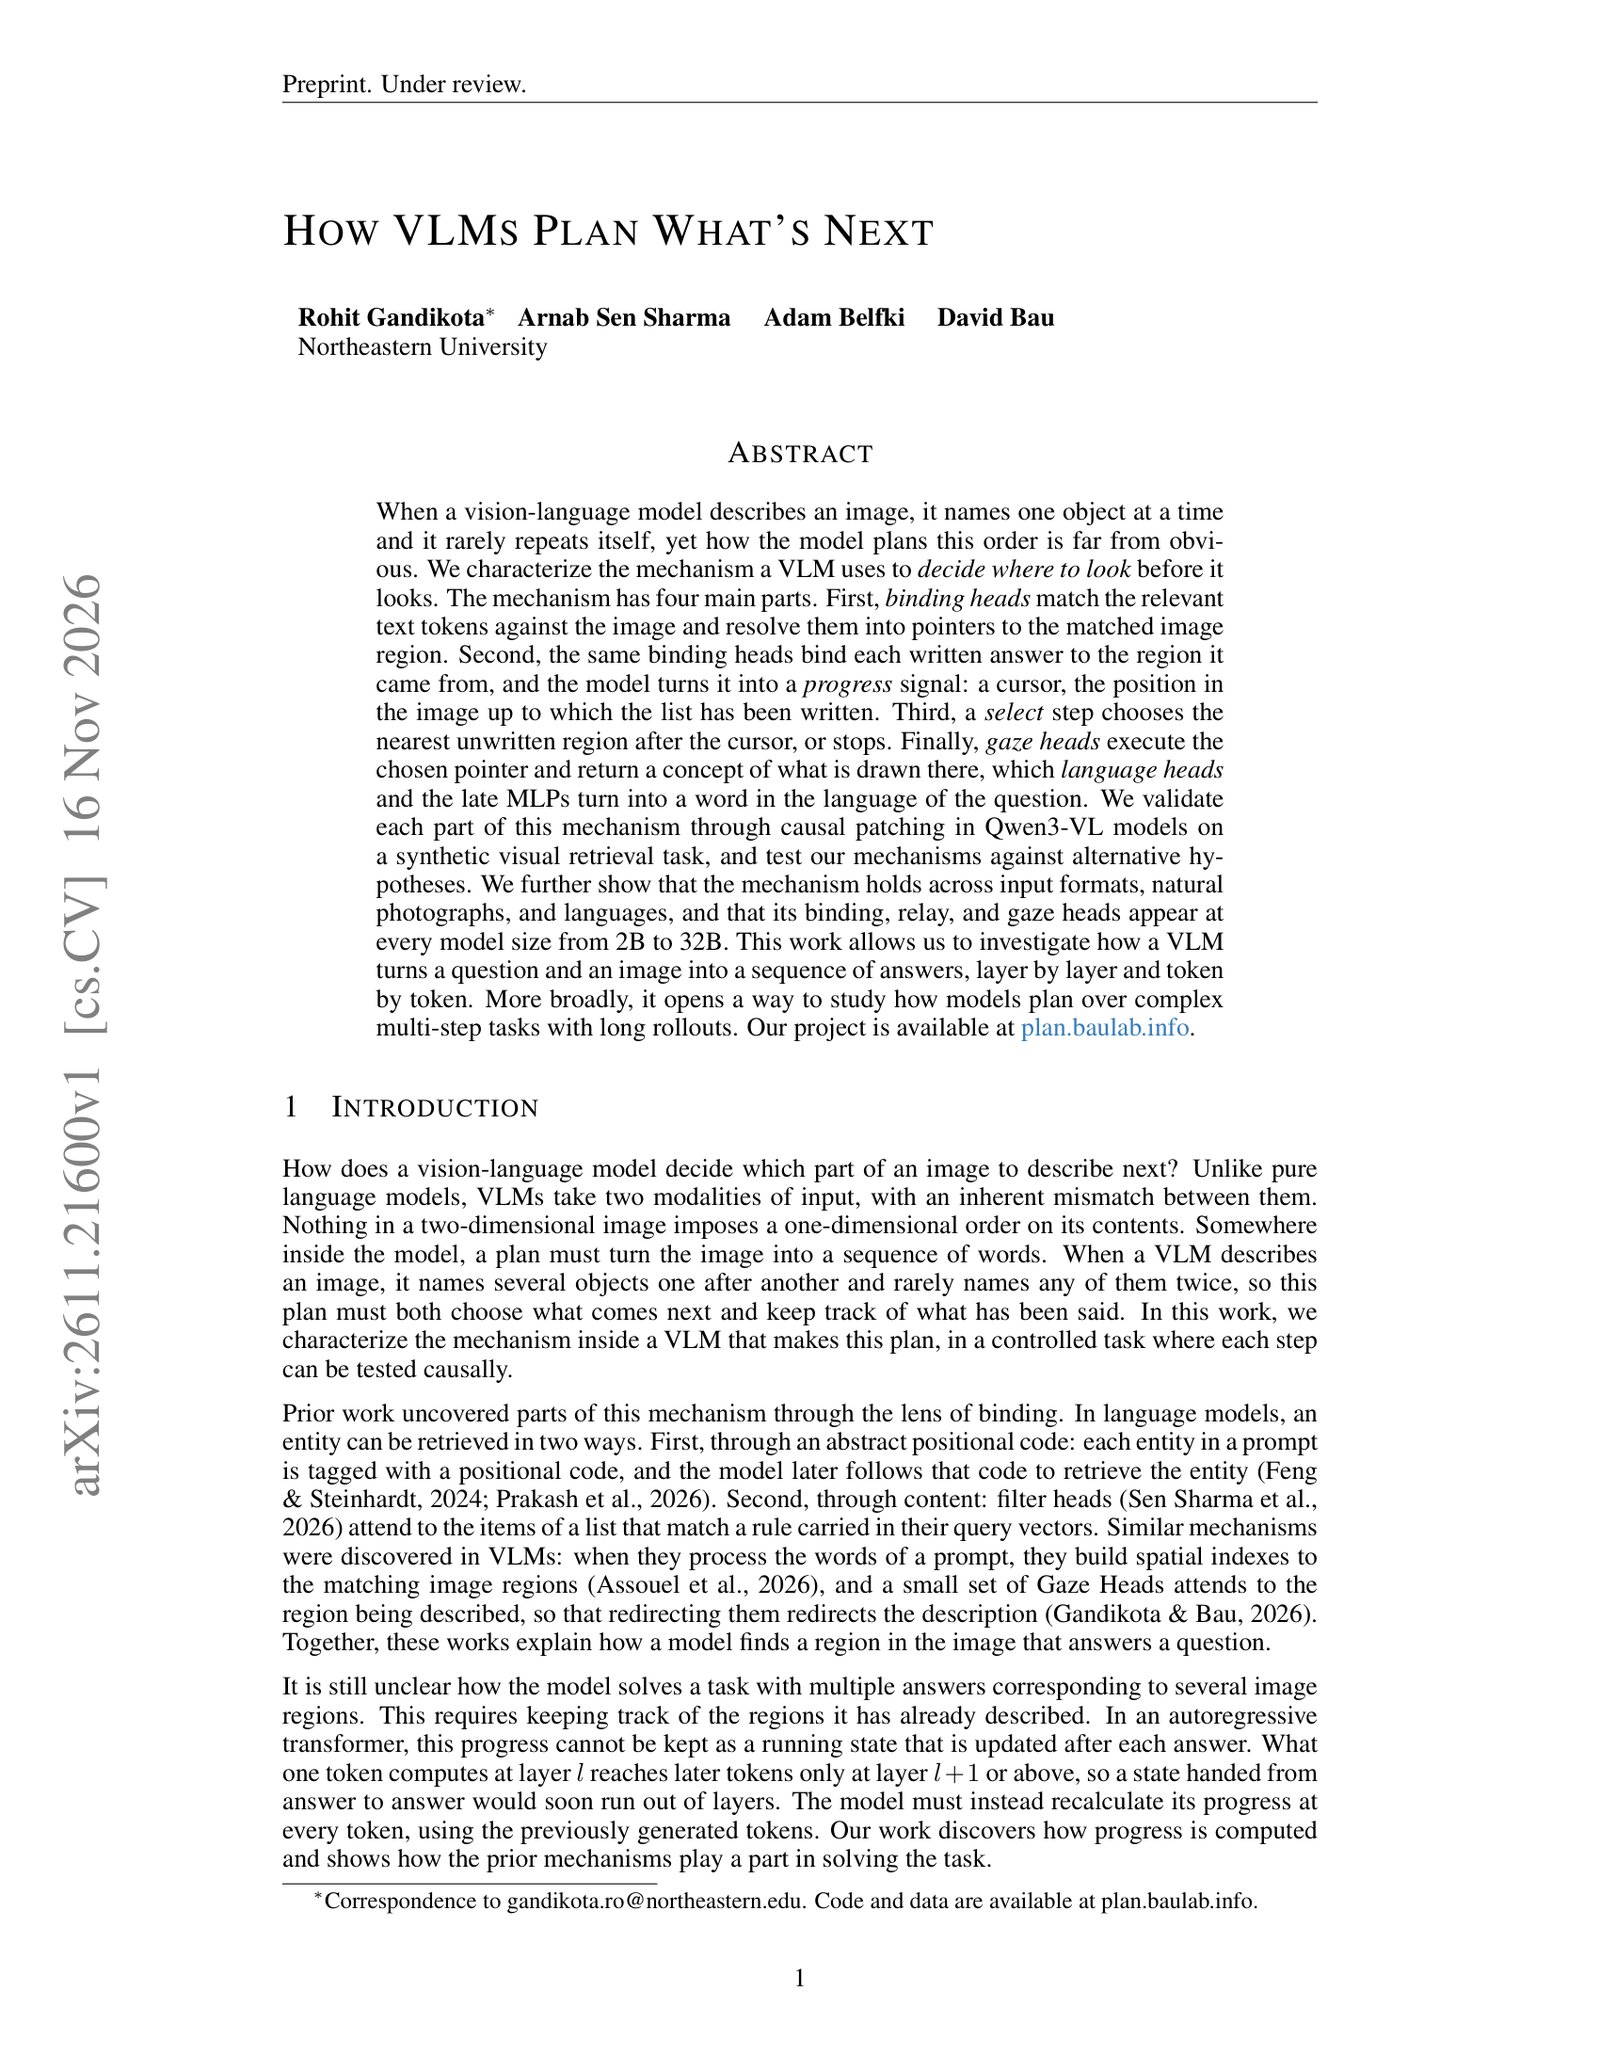 Preprint. Under review.
HOW VLMS PLAN WHAT'S NEXT
Rohit Gandikota* Arnab Sen Sharma Adam Belfki David Bau
Northeastern University
ABSTRACT
When a vision-language model describes an image, it names one object at a time
and it rarely repeats itself, yet how the model plans this order is far from obvi-
ous. We characterize the mechanism a VLM uses to decide where to look before it
looks. The mechanism has four main parts. First, binding heads match the relevant
text tokens against the image and resolve them into pointers to the matched image
region. Second, the same binding heads bind each written answer to the region it
came from, and the model turns it into a progress signal: a cursor, the position in
the image up to which the list has been written. Third, a select step chooses the
nearest unwritten region after the cursor, or stops. Finally, gaze heads execute the
chosen pointer and return a concept of what is drawn there, which language heads
and the late MLPs turn into a word in the language of the question. We validate
each part of this mechanism through causal patching in Qwen3-VL models on
a synthetic visual retrieval task, and test our mechanisms against alternative hy-
potheses. We further show that the mechanism holds across input formats, natural
photographs, and languages, and that its binding, relay, and gaze heads appear at
every model size from 2B to 32B. This work allows us to investigate how a VLM
turns a question and an image into a sequence of answers, layer by layer and token
by token. More broadly, it opens a way to study how models plan over complex
multi-step tasks with long rollouts. Our project is available at plan.baulab.info.
1 INTRODUCTION
How does a vision-language model decide which part of an image to describe next? Unlike pure
language models, VLMs take two modalities of input, with an inherent mismatch between them.
Nothing in a two-dimensional image imposes a one-dimensional order on its contents. Somewhere
inside the model, a plan must turn the image into a sequence of words. When a VLM describes
an image, it names several objects one after another and rarely names any of them twice, so this
plan must both choose what comes next and keep track of what has been said. In this work, we
characterize the mechanism inside a VLM that makes this plan, in a controlled task where each step
can be tested causally.
Prior work uncovered parts of this mechanism through the lens of binding. In language models, an
entity can be retrieved in two ways. First, through an abstract positional code: each entity in a prompt
is tagged with a positional code, and the model later follows that code to retrieve the entity (Feng
& Steinhardt, 2024; Prakash et al., 2026). Second, through content: filter heads (Sen Sharma et al.,
2026) attend to the items of a list that match a rule carried in their query vectors. Similar mechanisms
were discovered in VLMs: when they process the words of a prompt, they build spatial indexes to
the matching image regions (Assouel et al., 2026), and a small set of Gaze Heads attends to the
region being described, so that redirecting them redirects the description (Gandikota & Bau, 2026).
Together, these works explain how a model finds a region in the image that answers a question.
It is still unclear how the model solves a task with multiple answers corresponding to several image
regions. This requires keeping track of the regions it has already described. In an autoregressive
transformer, this progress cannot be kept as a running state that is updated after each answer. What
one token computes at layer l reaches later tokens only at layer l+1 or above, so a state handed from
answer to answer would soon run out of layers. The model must instead recalculate its progress at
every token, using the previously generated tokens. Our work discovers how progress is computed
and shows how the prior mechanisms play a part in solving the task.
*Correspondence to gandikota.ro@northeastern.edu. Code and data are available at plan.baulab.info.
1
arXiv:2611.21600v1 [cs.CV] 16 Nov 2026